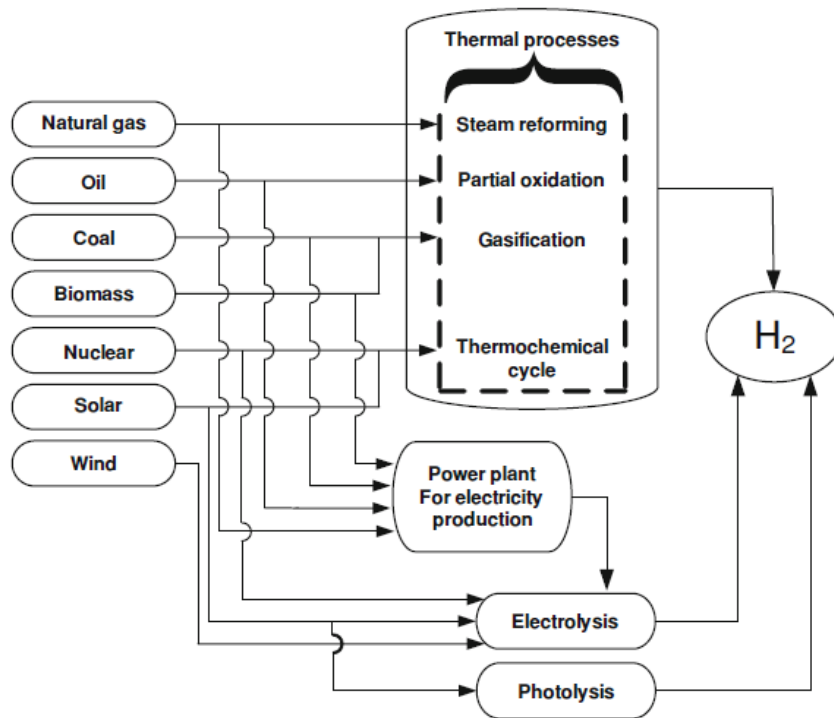 Thermal processes
Natural gas
Steam reforming
Oil
Partial oxidation
Coal
Gasification
Biomass
H₂
Nuclear
Thermochemical
cycle
Solar
Wind
Power plant
For electricity
production
Electrolysis
Photolysis